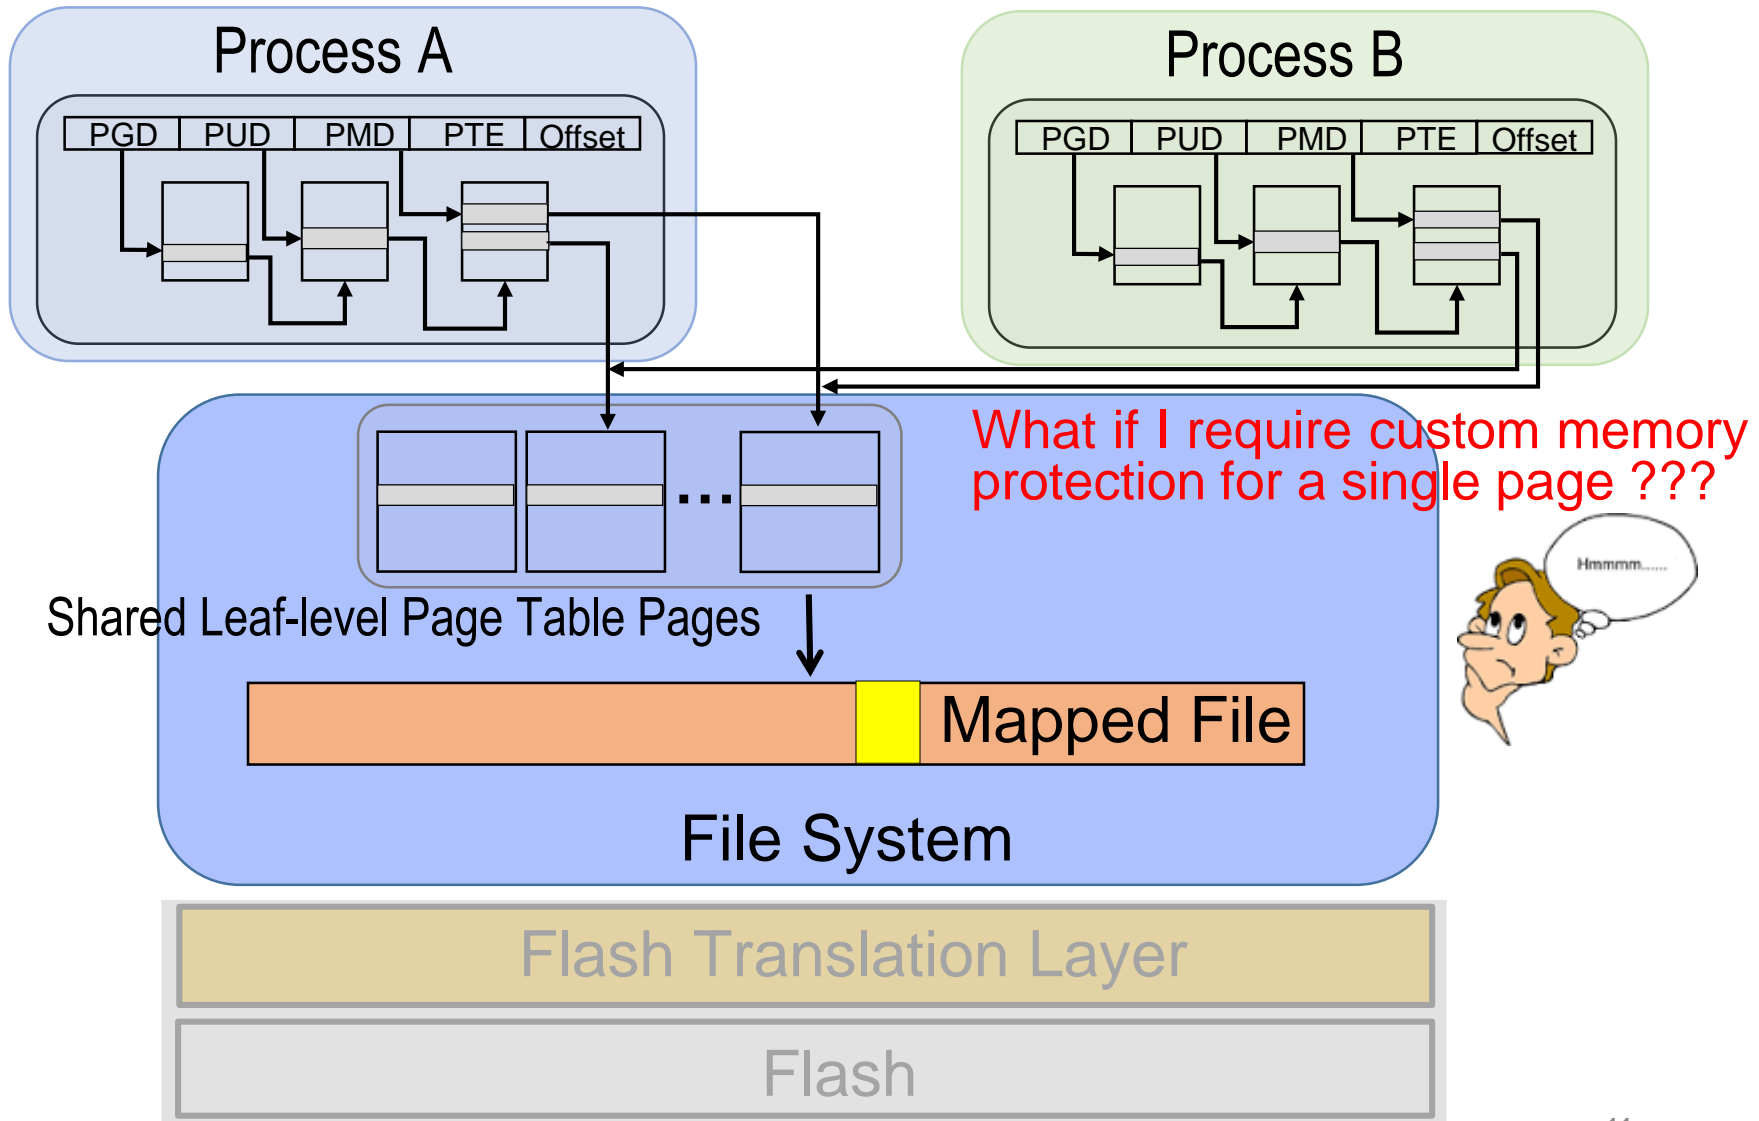 Process A
PGD PUD PMD PTE Offset
Process B
PGD PUD PMD PTE Offset
What if I require custom memory
protection for a single page ???
Hmmmm......
...
Shared Leaf-level Page Table Pages
Mapped File
File System
Flash Translation Layer
Flash